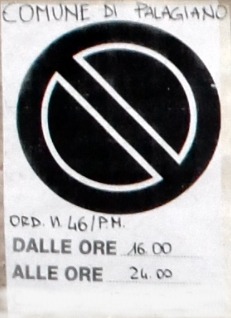 COMUNE DI PALAGIANO
ORD. N. 46/P.M.
DALLE ORE 16.00
ALLE ORE 24.00